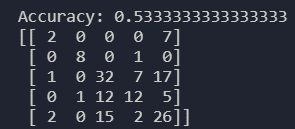 Accuracy: 0.5333333333333333
[[ 2  0  0  0  7]
 [ 0  8  0  1  0]
 [ 1  0 32  7 17]
 [ 0  1 12 12  5]
 [ 2  0 15  2 26]]